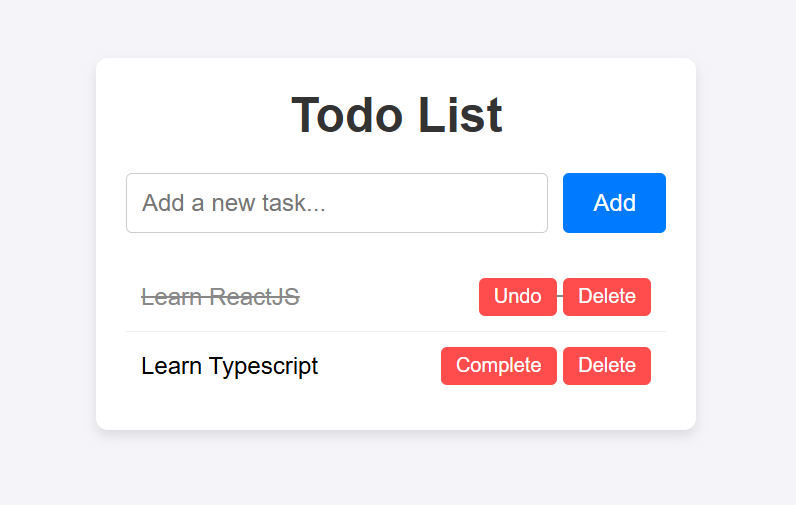 Todo List
Add a new task... Add
Learn ReactJS Undo Delete
Learn Typescript Complete Delete